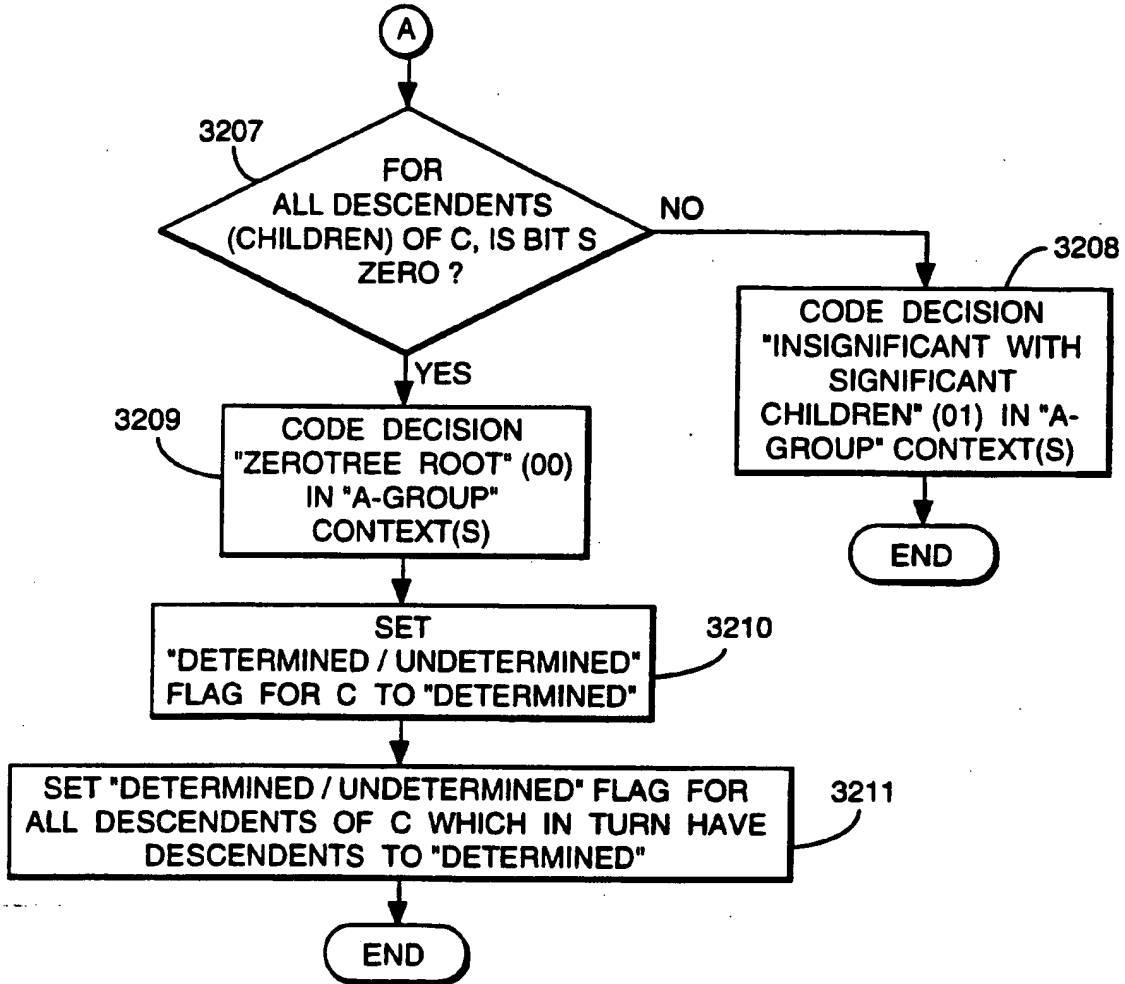 A
3207
FOR
ALL DESCENDENTS
(CHILDREN) OF C, IS BIT S
ZERO ?
NO
3208
CODE DECISION
"INSIGNIFICANT WITH
SIGNIFICANT
CHILDREN" (01) IN "A-
GROUP" CONTEXT(S)
END
YES
3209
CODE DECISION
"ZEROTREE ROOT" (00)
IN "A-GROUP"
CONTEXT(S)
SET
"DETERMINED / UNDETERMINED"
FLAG FOR C TO "DETERMINED"
3210
SET "DETERMINED / UNDETERMINED" FLAG FOR
ALL DESCENDENTS OF C WHICH IN TURN HAVE
DESCENDENTS TO "DETERMINED"
3211
END